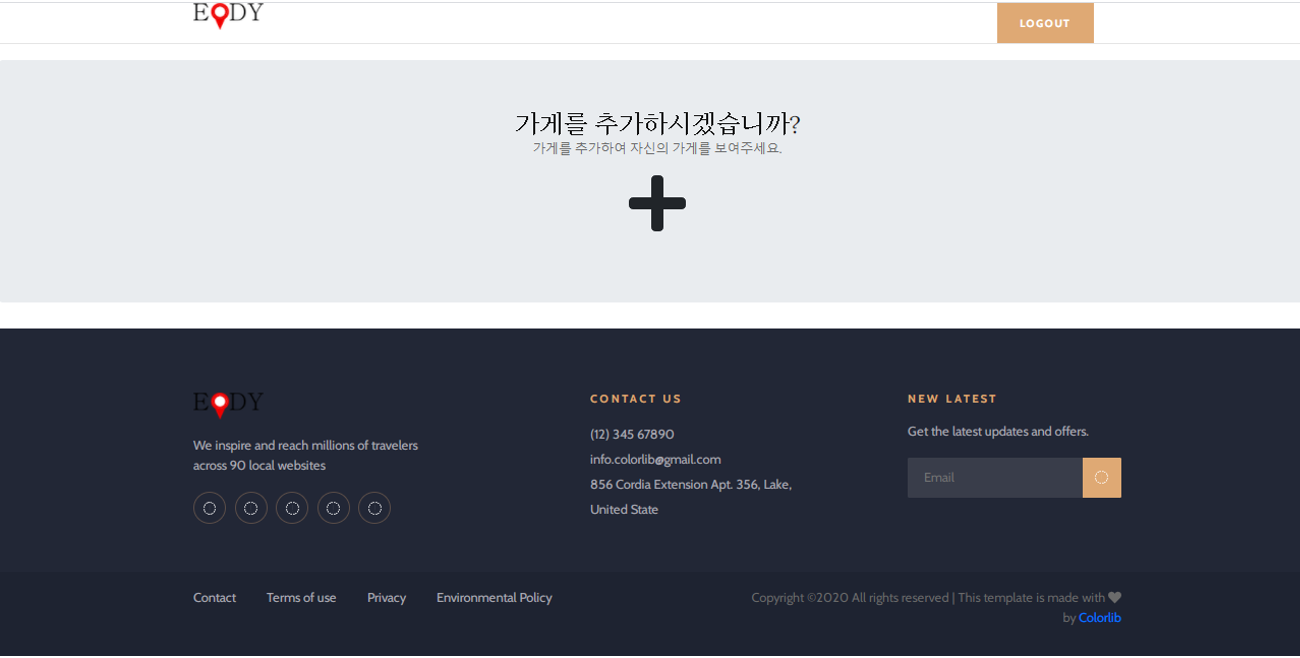 E DY
LOGOUT
가게를 추가하시겠습니까?
가게를 추가하여 자신의 가게를 보여주세요.
E DY
We inspire and reach millions of travelers
across 90 local websites
CONTACT US
(12) 345 67890
info.colorlib@gmail.com
856 Cordia Extension Apt. 356, Lake,
United State
NEW LATEST
Get the latest updates and offers.
Email
Contact Terms of use Privacy Environmental Policy
Copyright ©2020 All rights reserved | This template is made with ♥
by Colorlib